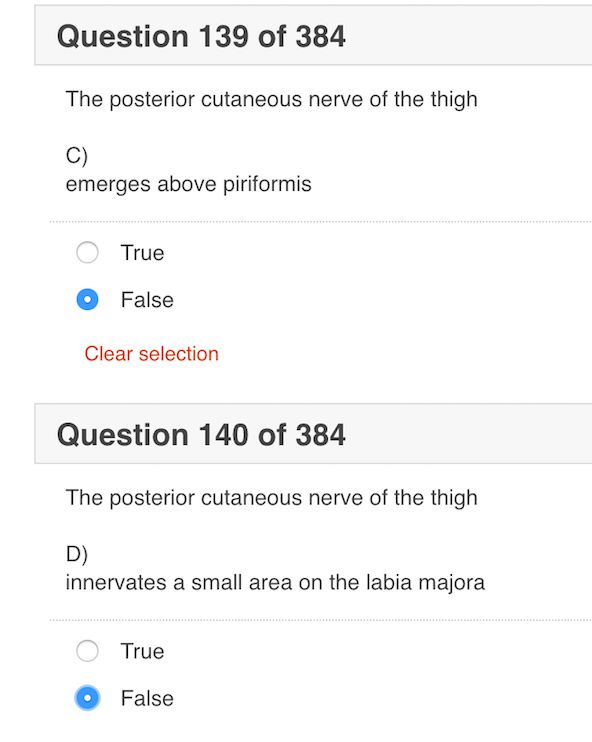 Question 139 of 384
The posterior cutaneous nerve of the thigh
C)
emerges above piriformis
True
False
Clear selection
Question 140 of 384
The posterior cutaneous nerve of the thigh
D)
innervates a small area on the labia majora
True
False